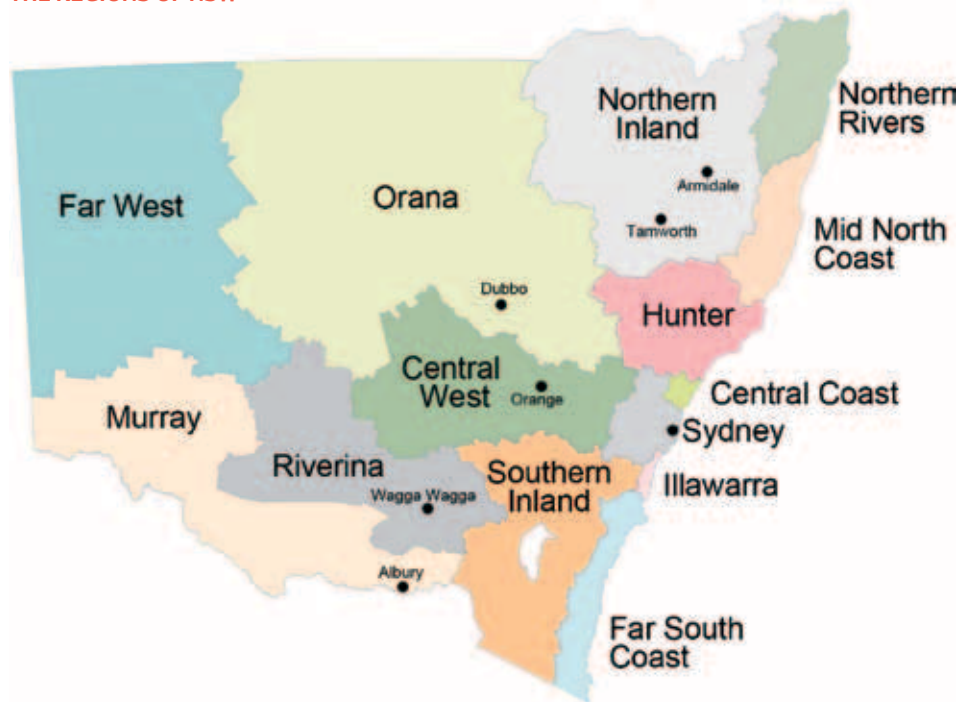 Northern
Inland
Northern
Rivers
Armidale
Far West
Orana
Tamworth
Mid North
Coast
Dubbo
Hunter
Central
West
Orange
Central Coast
Murray
Sydney
Riverina
Southern
Inland
Illawarra
Wagga Wagga
Albury
Far South
Coast